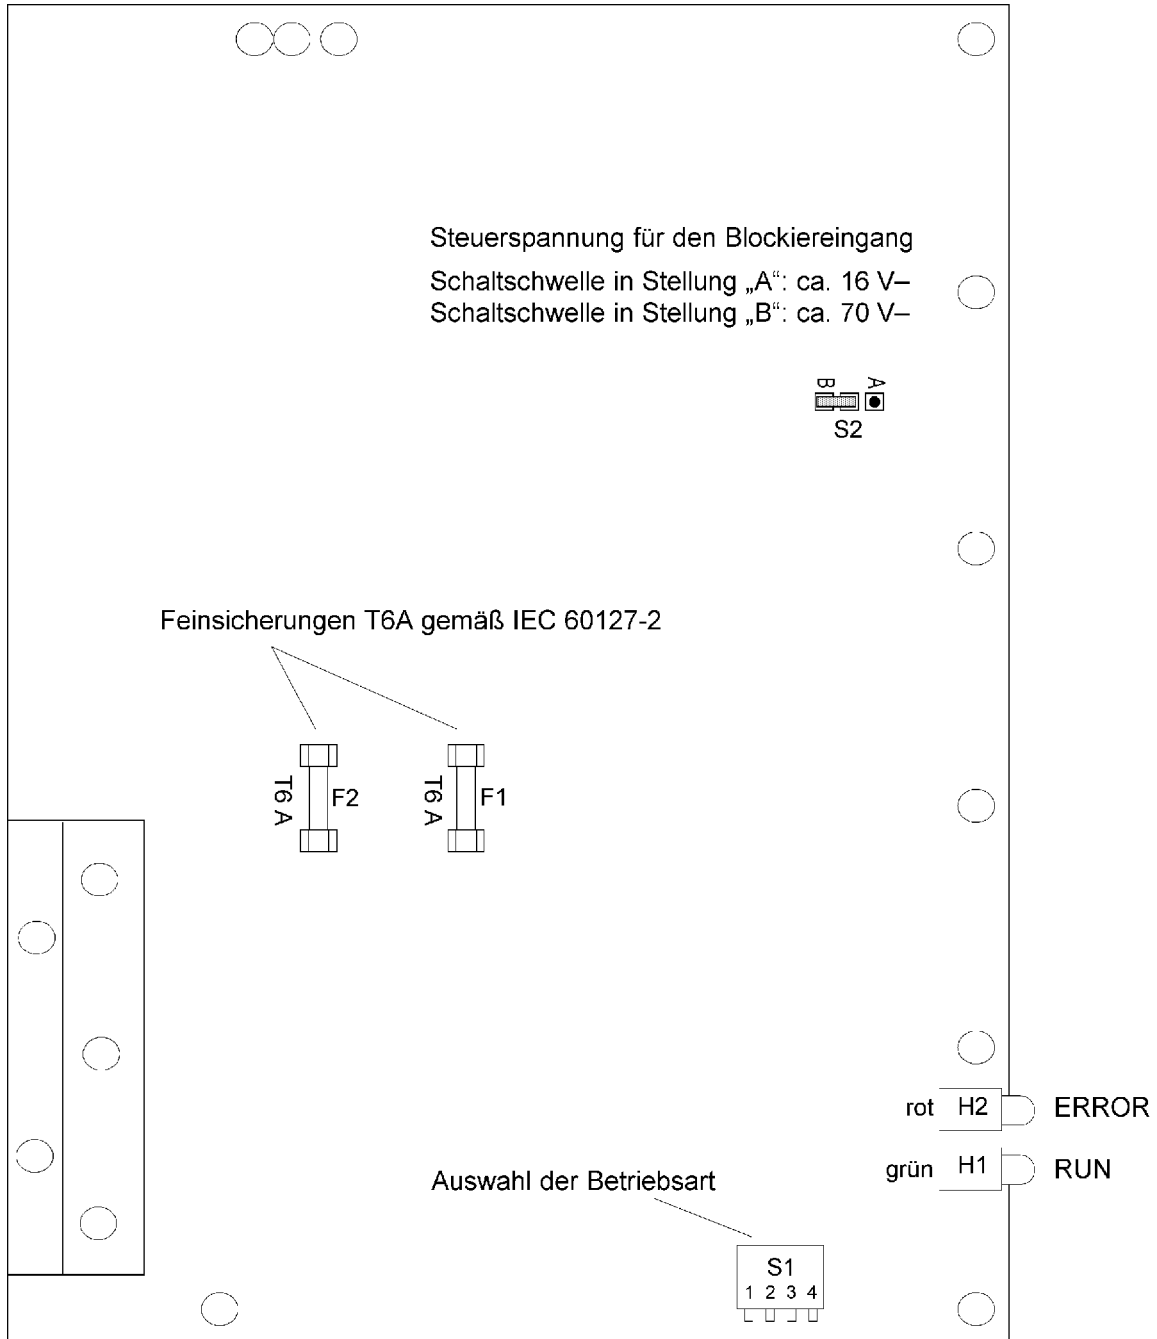 Steuerspannung für den Blockiereingang
Schaltschwelle in Stellung „A“: ca. 16 V–
Schaltschwelle in Stellung „B“: ca. 70 V–
B A
S2
Feinsicherungen T6A gemäß IEC 60127-2
T6 A F2 T6 A F1
rot H2 ERROR
grün H1 RUN
Auswahl der Betriebsart
S1
1 2 3 4